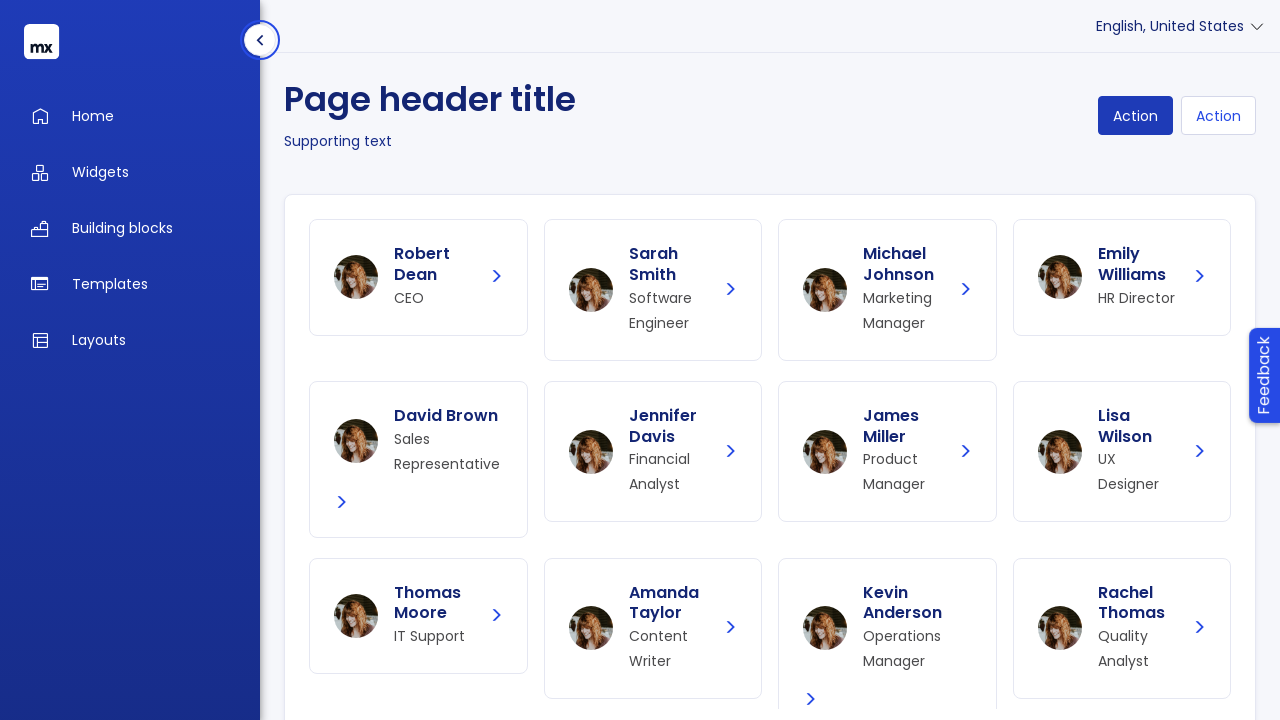 mx
Home
Widgets
Building blocks
Templates
Layouts
English, United States
Page header title
Supporting text
Action
Action
Robert
Dean
CEO
Sarah
Smith
Software
Engineer
Michael
Johnson
Marketing
Manager
Emily
Williams
HR Director
David Brown
Sales
Representative
Jennifer
Davis
Financial
Analyst
James
Miller
Product
Manager
Lisa
Wilson
UX
Designer
Thomas
Moore
IT Support
Amanda
Taylor
Content
Writer
Kevin
Anderson
Operations
Manager
Rachel
Thomas
Quality
Analyst
Feedback